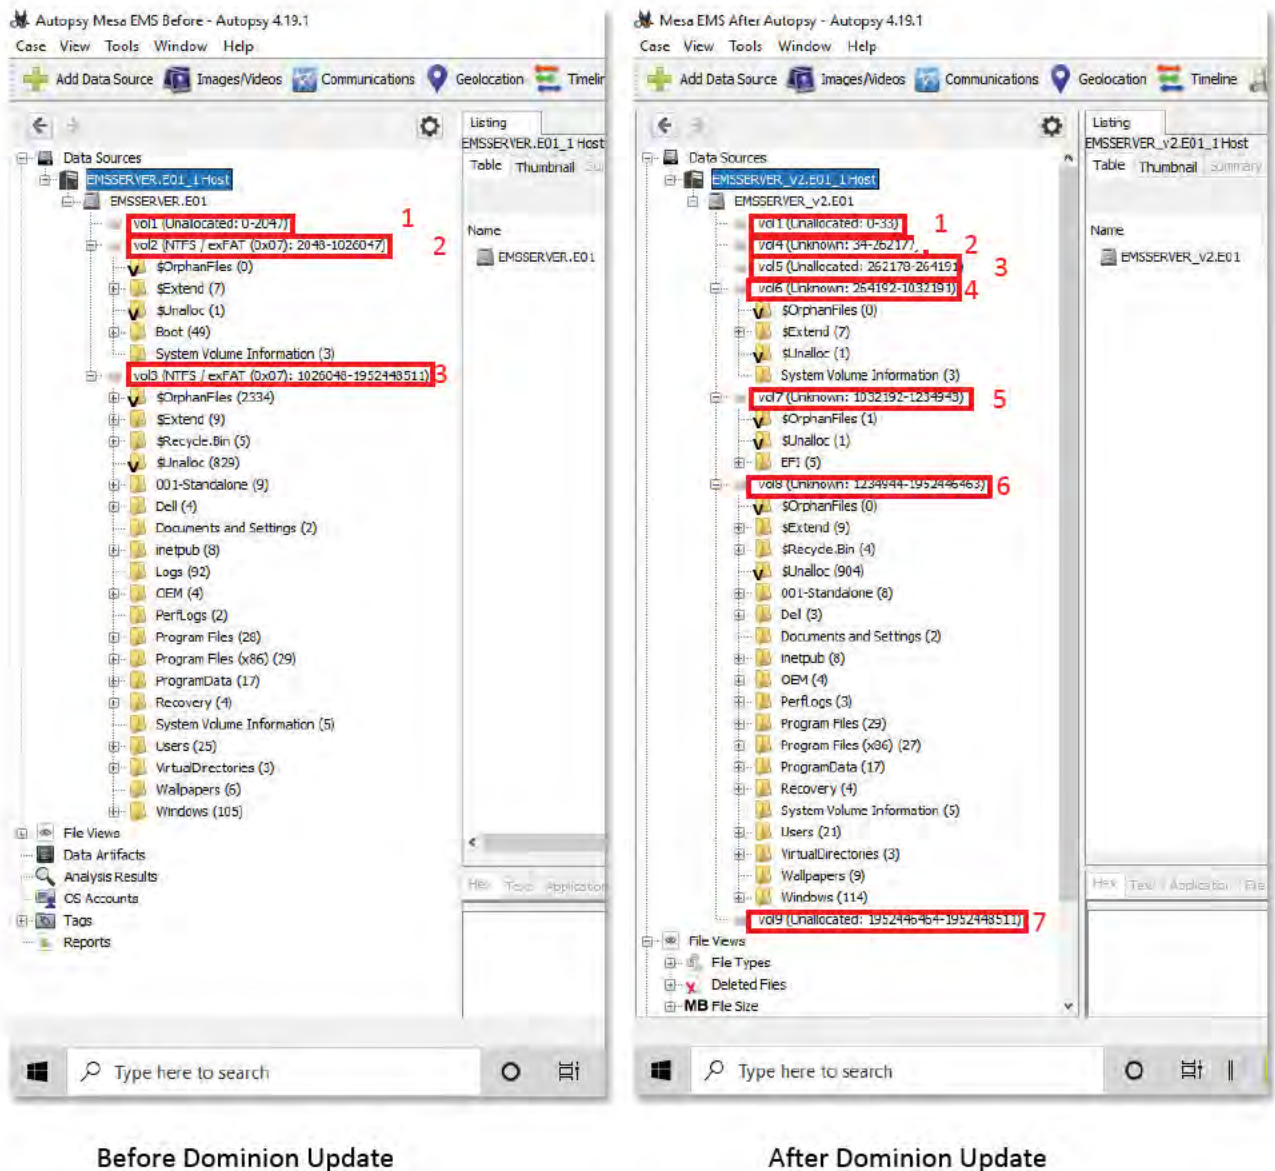 Autopsy Mesa EMS Before - Autopsy 4.19.1
Case View Tools Window Help
Add Data Source Images/Videos Communications Geolocation Timelin
Listing
EMSSERVER.E01_1 Host
Table Thumbnail
Name
EMSSERVER.E01
Data Sources
EMSSERVER.E01_1 Host
EMSSERVER.E01
vol1 (Unallocated: 0-2047) 1
vol2 (NTFS / exFAT (0x07): 2048-1026047) 2
$OrphanFiles (0)
$Extend (7)
$Unalloc (1)
Boot (49)
System Volume Information (3)
vol3 (NTFS / exFAT (0x07): 1026048-1952448511) 3
$OrphanFiles (2334)
$Extend (9)
$Recycle.Bin (5)
$Unalloc (829)
001-Standalone (9)
Dell (4)
Documents and Settings (2)
inetpub (8)
Logs (92)
OEM (4)
PerfLogs (2)
Program Files (28)
Program Files (x86) (29)
ProgramData (17)
Recovery (4)
System Volume Information (5)
Users (25)
VirtualDirectories (3)
Wallpapers (6)
Windows (105)
File Views
Data Artifacts
Analysis Results
OS Accounts
Tags
Reports
Hex Text Application
Type here to search
Before Dominion Update
Mesa EMS After Autopsy - Autopsy 4.19.1
Case View Tools Window Help
Add Data Source Images/Videos Communications Geolocation Timeline
Listing
EMSSERVER_v2.E01_1 Host
Table Thumbnail Summary
Name
EMSSERVER_v2.E01
Data Sources
EMSSERVER_v2.E01_1 Host
EMSSERVER_v2.E01
vol1 (Unallocated: 0-33) 1
vol4 (Unknown: 34-262177) 2
vol5 (Unallocated: 262178-264191) 3
vol6 (Unknown: 264192-1032191) 4
$OrphanFiles (0)
$Extend (7)
$Unalloc (1)
System Volume Information (3)
vol7 (Unknown: 1032192-1234943) 5
$OrphanFiles (1)
$Unalloc (1)
EFI (5)
vol8 (Unknown: 1234944-1952446463) 6
$OrphanFiles (0)
$Extend (9)
$Recycle.Bin (4)
$Unalloc (904)
001-Standalone (8)
Dell (3)
Documents and Settings (2)
inetpub (8)
OEM (4)
PerfLogs (3)
Program Files (29)
Program Files (x86) (27)
ProgramData (17)
Recovery (4)
System Volume Information (5)
Users (21)
VirtualDirectories (3)
Wallpapers (9)
Windows (114)
vol9 (Unallocated: 1952446464-1952448511) 7
File Views
File Types
Deleted Files
MB File Size
Hex Text Application File
Type here to search
After Dominion Update